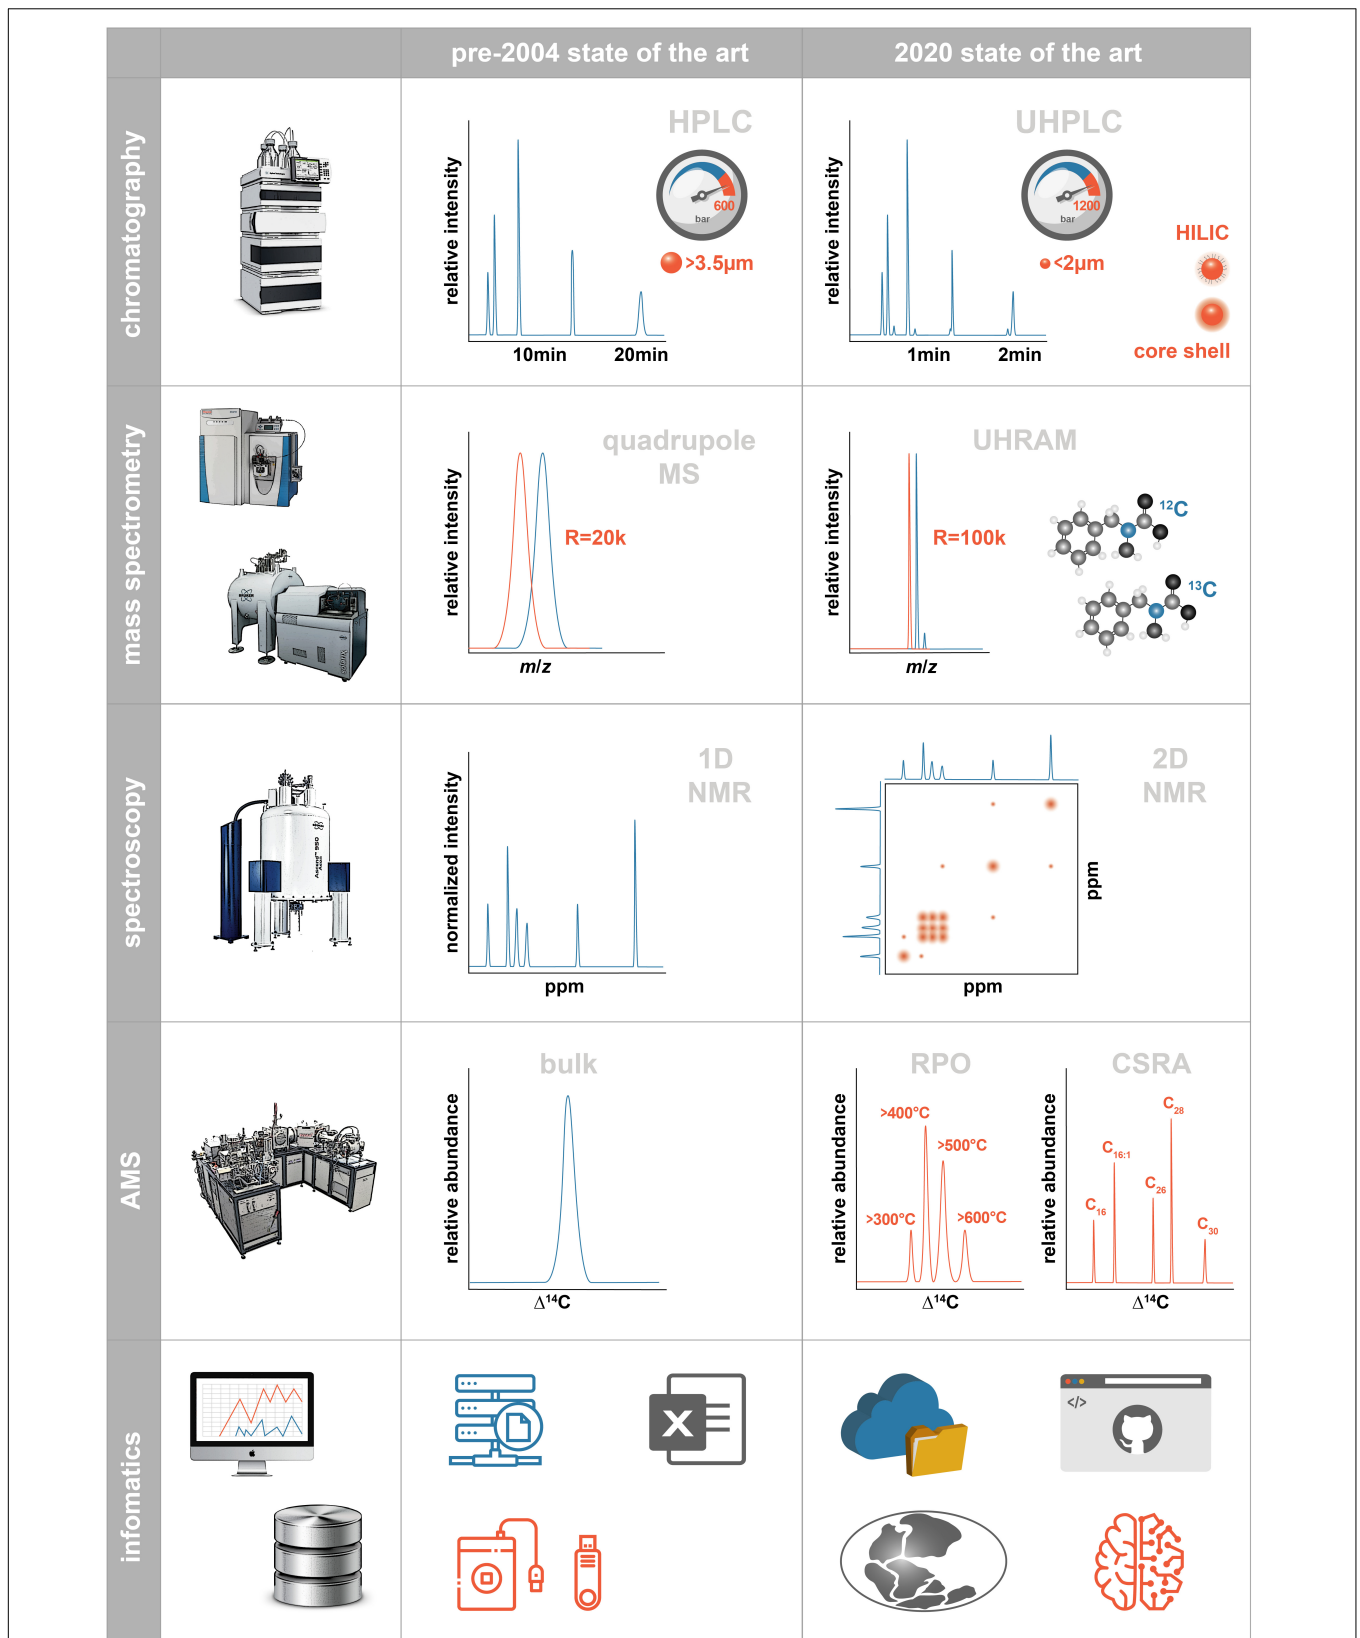 pre-2004 state of the art
2020 state of the art
chromatography
relative intensity
HPLC
600
bar
>3.5µm
10min
20min
relative intensity
UHPLC
1200
bar
<2µm
HILIC
core shell
1min
2min
mass spectrometry
relative intensity
quadrupole
MS
R=20k
m/z
relative intensity
UHRAM
R=100k
¹²C
¹³C
m/z
spectroscopy
Ascend™ 950
normalized intensity
1D
NMR
ppm
2D
NMR
ppm
ppm
AMS
relative abundance
bulk
Δ¹⁴C
relative abundance
RPO
>400°C
>500°C
>300°C
>600°C
Δ¹⁴C
relative abundance
CSRA
C₂₈
C₁₆:₁
C₂₆
C₁₆
C₃₀
Δ¹⁴C
infomatics
X
</>